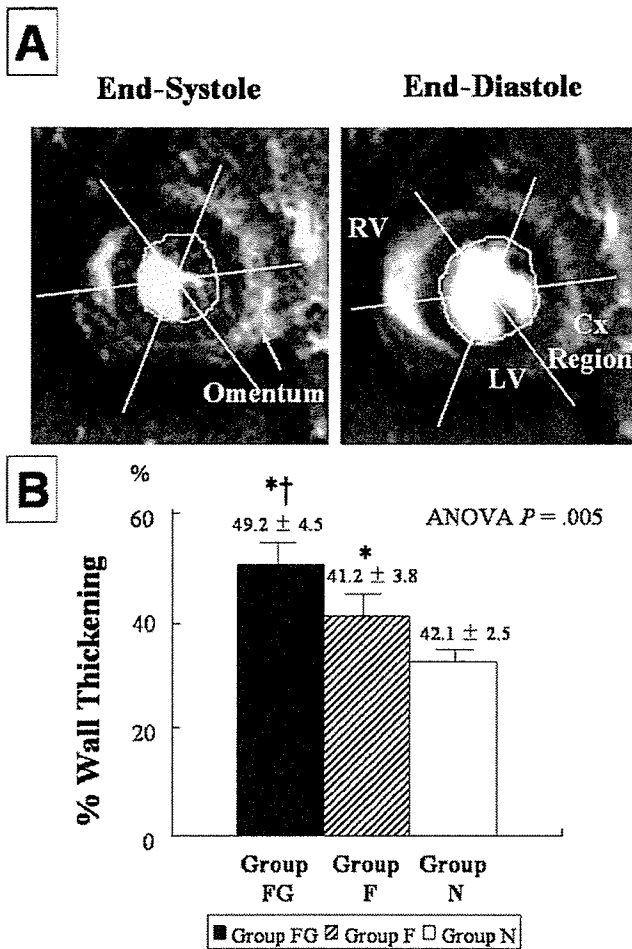 A
End-Systole
End-Diastole
RV
Omentum
LV
Cx
Region
B
%
*†
49.2 ± 4.5
ANOVA P = .005
*
41.2 ± 3.8
42.1 ± 2.5
60
40
20
0
% Wall Thickening
Group
FG
Group
F
Group
N
Group FG Group F Group N